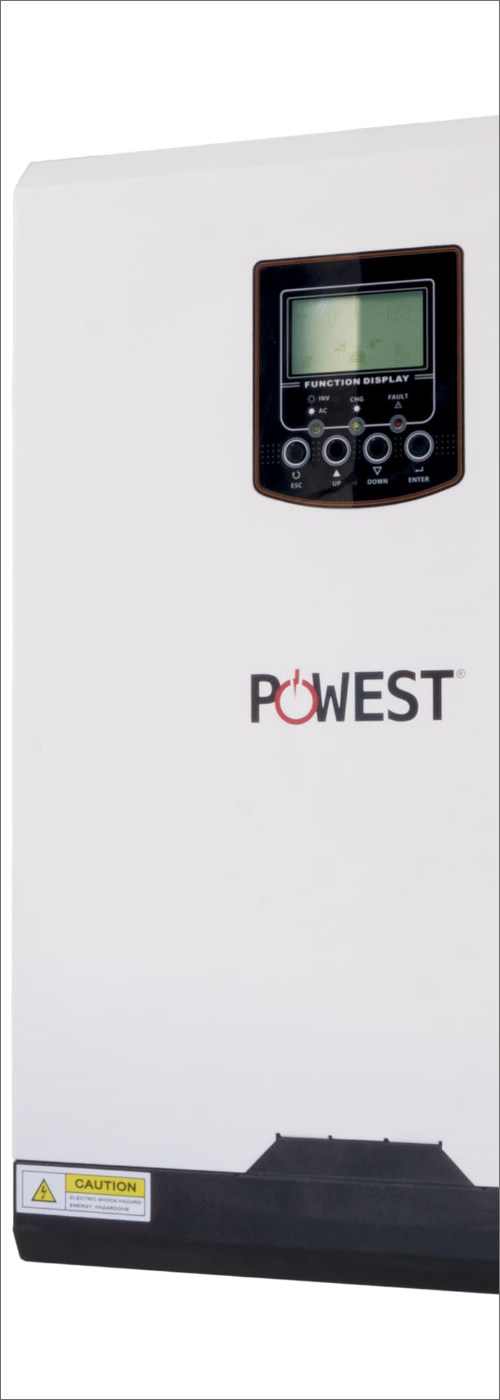 FUNCTION DISPLAY
INV
CHG
FAULT
AC
ESC
UP
DOWN
ENTER
POWEST®
CAUTION
ELECTRIC SHOCK HAZARD
ENERGY HAZARDOUS